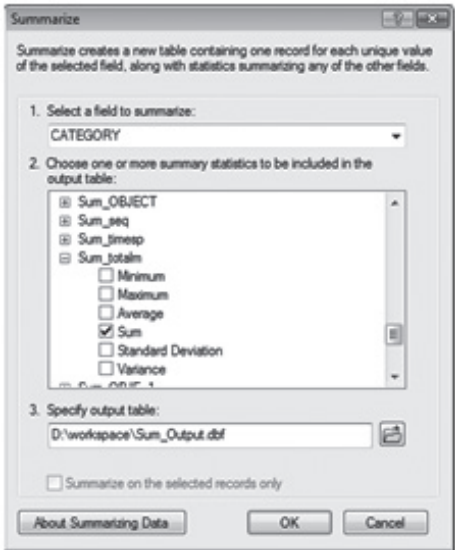 Summarize
Summarize creates a new table containing one record for each unique value
of the selected field, along with statistics summarizing any of the other fields.
1. Select a field to summarize:
CATEGORY
2. Choose one or more summary statistics to be included in the
output table:
Sum_OBJECT
Sum_seq
Sum_timesp
Sum_totalm
Minimum
Maximum
Average
Sum
Standard Deviation
Variance
3. Specify output table:
D:\workspace\Sum_Output.dbf
Summarize on the selected records only
About Summarizing Data
OK
Cancel